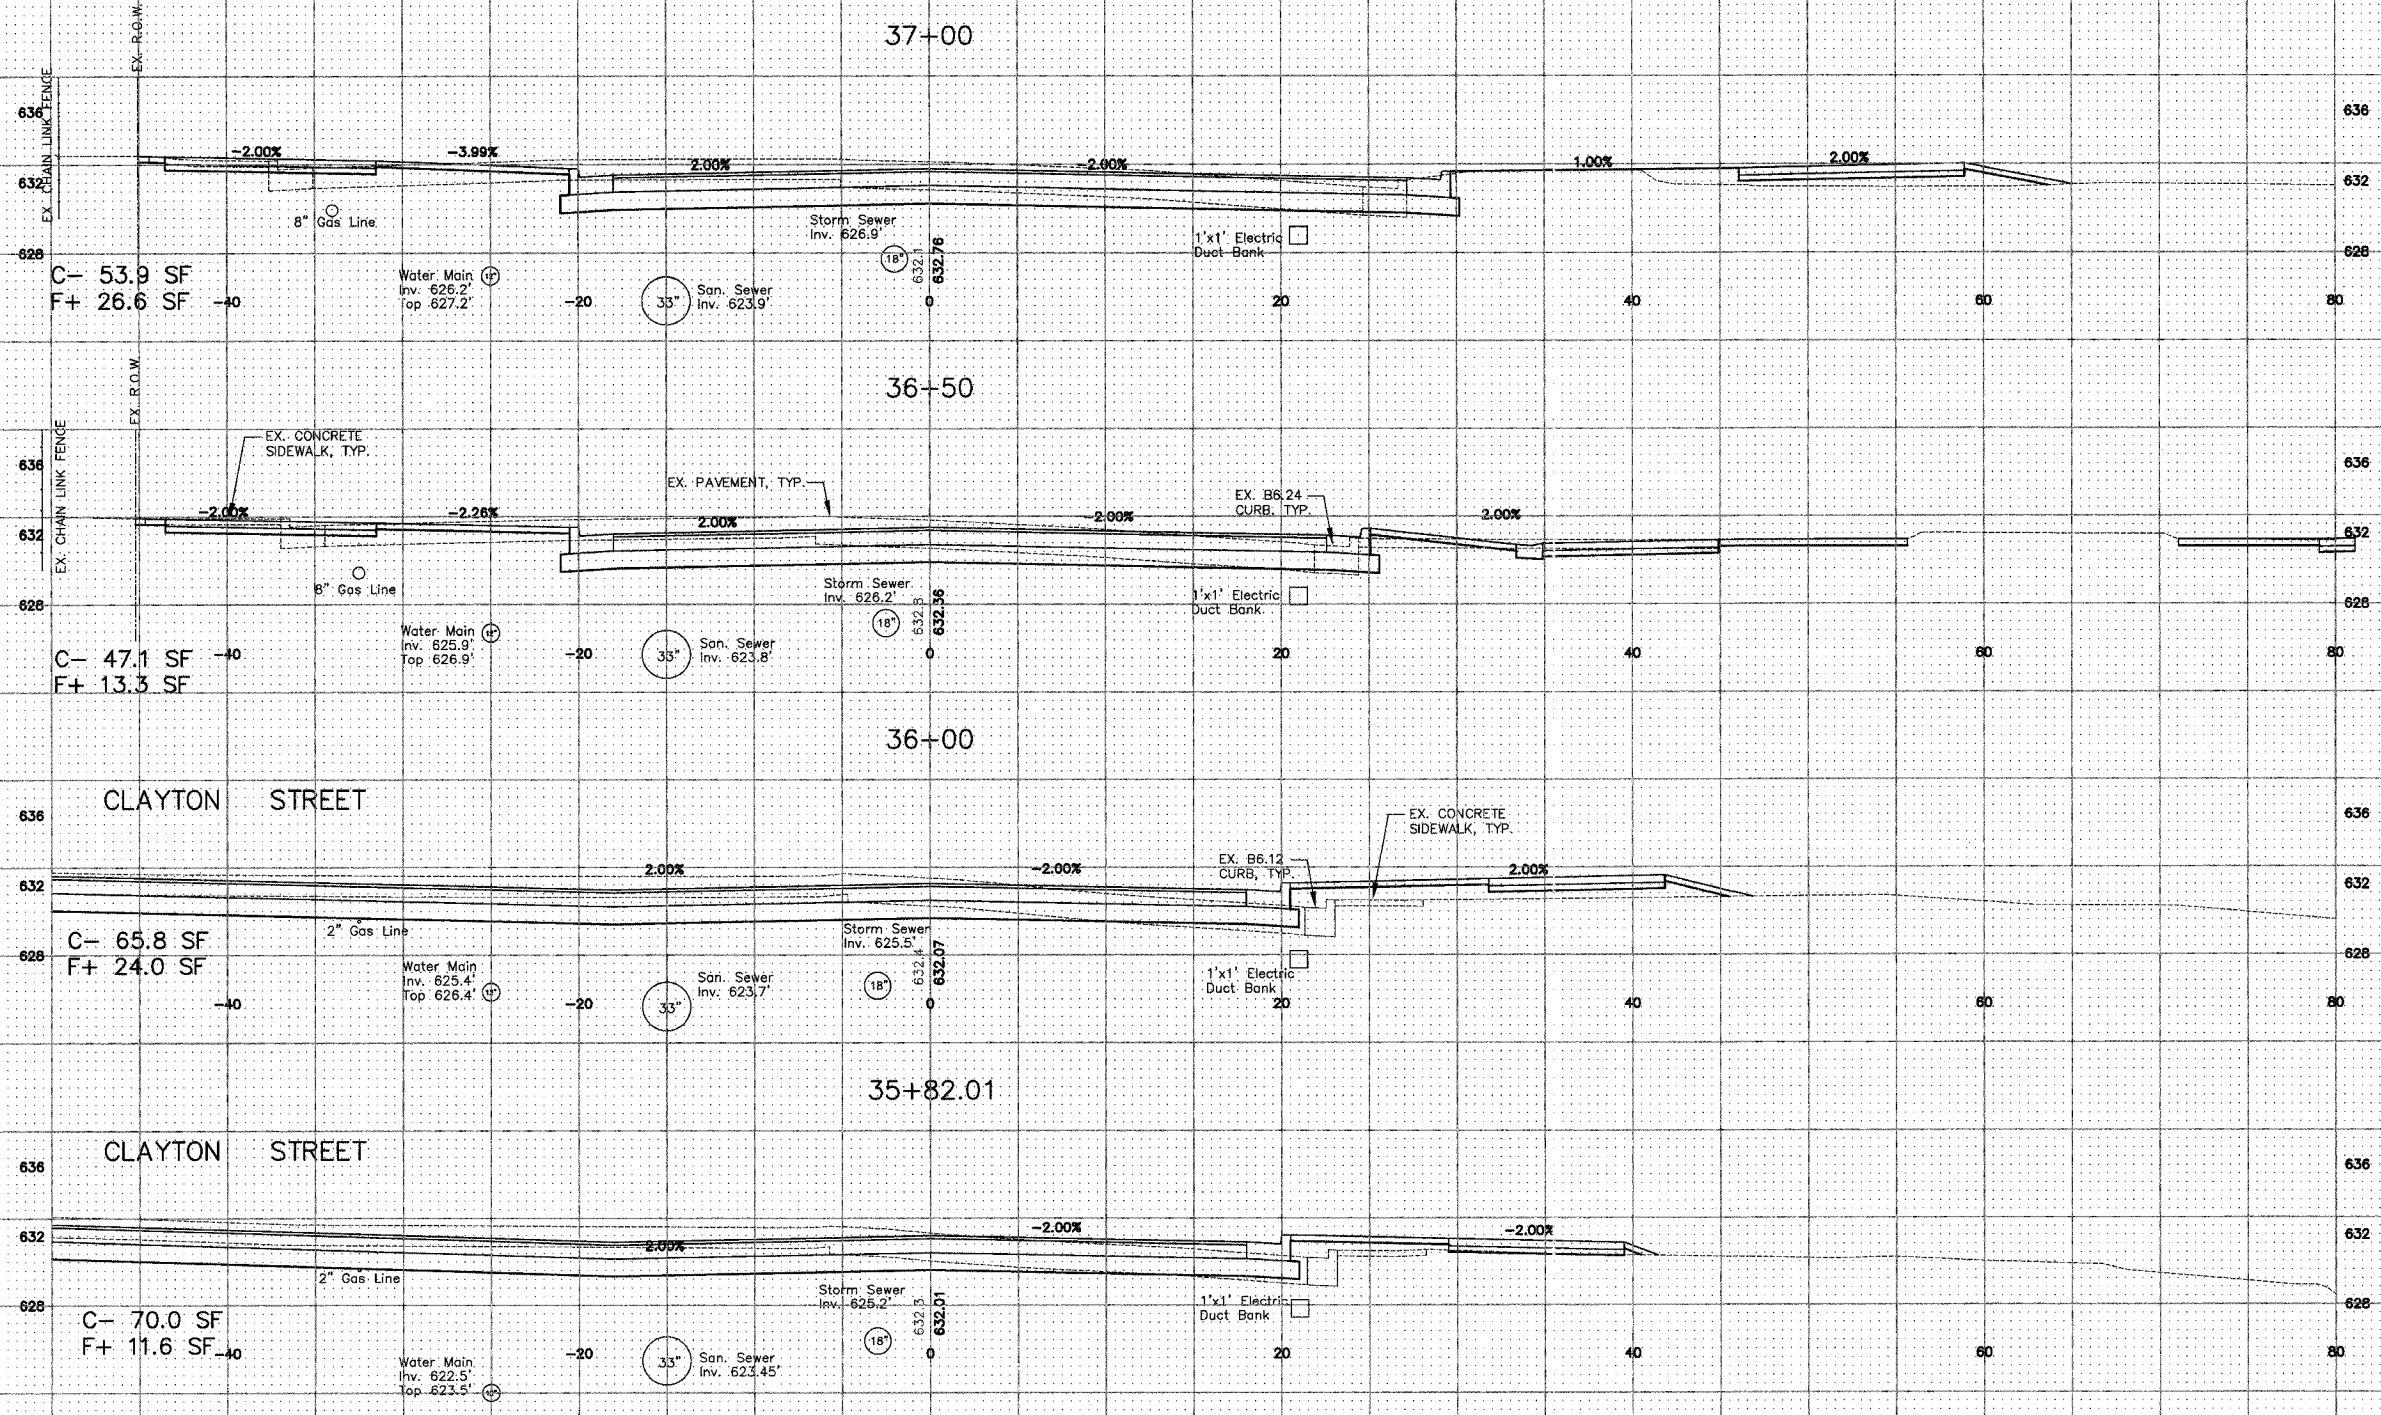 37+00
EX. R.O.W.
EX CHAIN LINK FENCE
636
636
-2.00%
-3.99%
2.00%
-2.00%
1.00%
2.00%
632
632
8" Gas Line
Storm Sewer
Inv. 626.9'
18"
632.1
632.76
1'x1' Electric
Duct Bank
628
628
C- 53.9 SF
F+ 26.6 SF
Water Main
Inv. 626.2'
Top 627.2'
33"
San. Sewer
Inv. 623.9'
-40
-20
0
20
40
60
80
36+50
EX. R.O.W.
EX. CHAIN LINK FENCE
EX. CONCRETE
SIDEWALK, TYP.
636
636
EX. PAVEMENT, TYP.
EX. B6.24
CURB. TYP.
-2.00%
-2.26%
2.00%
-2.00%
2.00%
632
632
8" Gas Line
Storm Sewer
Inv. 626.2'
18"
632.36
1'x1' Electric
Duct Bank
628
628
Water Main
Inv. 625.9'
Top 626.9'
33"
San. Sewer
Inv. 623.8'
C- 47.1 SF
F+ 13.3 SF
-40
-20
0
20
40
60
80
36+00
CLAYTON STREET
636
636
EX. CONCRETE
SIDEWALK, TYP.
EX. B6.12
CURB, TYP.
2.00%
-2.00%
2.00%
632
632
2" Gas Line
Storm Sewer
Inv. 625.5'
18"
632.4
632.07
C- 65.8 SF
F+ 24.0 SF
628
628
Water Main
Inv. 625.4'
Top 626.4'
33"
San. Sewer
Inv. 623.7'
1'x1' Electric
Duct Bank
-40
-20
0
20
40
60
80
35+82.01
CLAYTON STREET
636
636
2.00%
-2.00%
-2.00%
632
632
2" Gas Line
Storm Sewer
Inv. 625.2'
18"
632.3
632.01
1'x1' Electric
Duct Bank
628
628
C- 70.0 SF
F+ 11.6 SF
-40
-20
0
20
40
60
80
Water Main
Inv. 622.5'
Top 623.5'
33"
San. Sewer
Inv. 623.45'